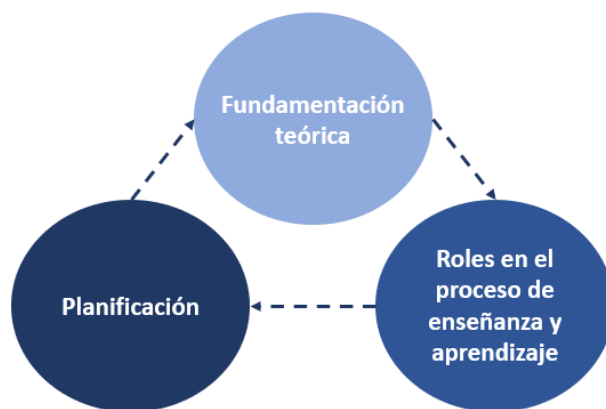 Fundamentación
teórica
Roles en el
proceso de
enseñanza y
aprendizaje
Planificación